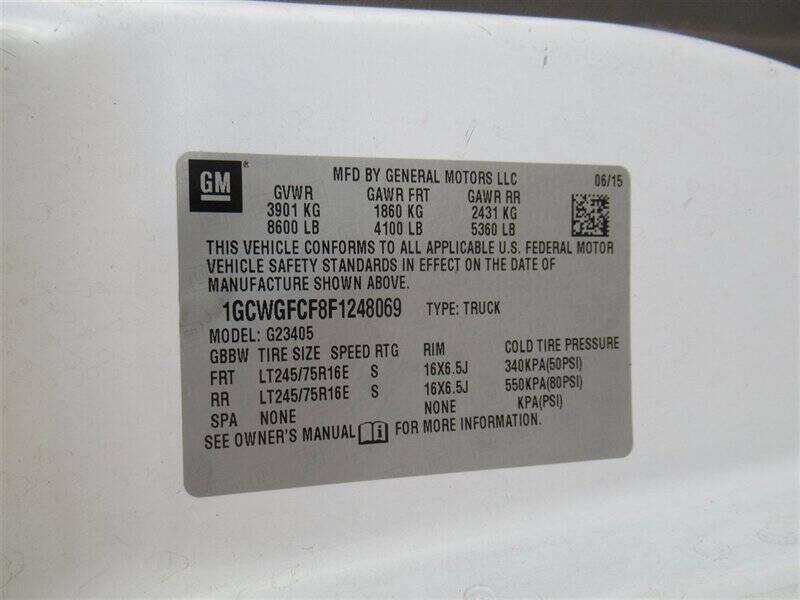 GM ®
MFD BY GENERAL MOTORS LLC 06/15
GVWR GAWR FRT GAWR RR
3901 KG 1860 KG 2431 KG
8600 LB 4100 LB 5360 LB
THIS VEHICLE CONFORMS TO ALL APPLICABLE U.S. FEDERAL MOTOR
VEHICLE SAFETY STANDARDS IN EFFECT ON THE DATE OF
MANUFACTURE SHOWN ABOVE.
1GCWGFCF8F1248069 TYPE: TRUCK
MODEL: G23405
GBBW TIRE SIZE SPEED RTG RIM COLD TIRE PRESSURE
FRT LT245/75R16E S 16X6.5J 340KPA(50PSI)
RR LT245/75R16E S 16X6.5J 550KPA(80PSI)
SPA NONE NONE KPA(PSI)
SEE OWNER'S MANUAL FOR MORE INFORMATION.